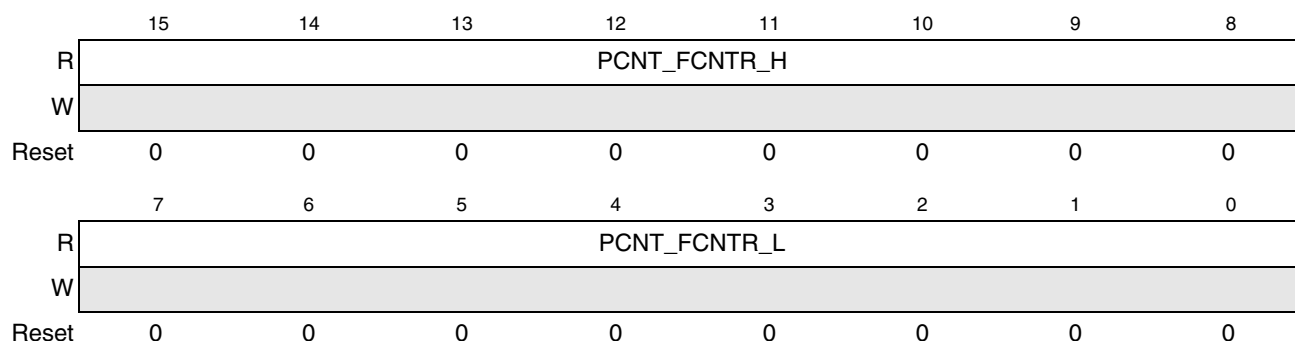 15 14 13 12 11 10 9 8
R PCNT_FCNTR_H
W
Reset 0 0 0 0 0 0 0 0
7 6 5 4 3 2 1 0
R PCNT_FCNTR_L
W
Reset 0 0 0 0 0 0 0 0